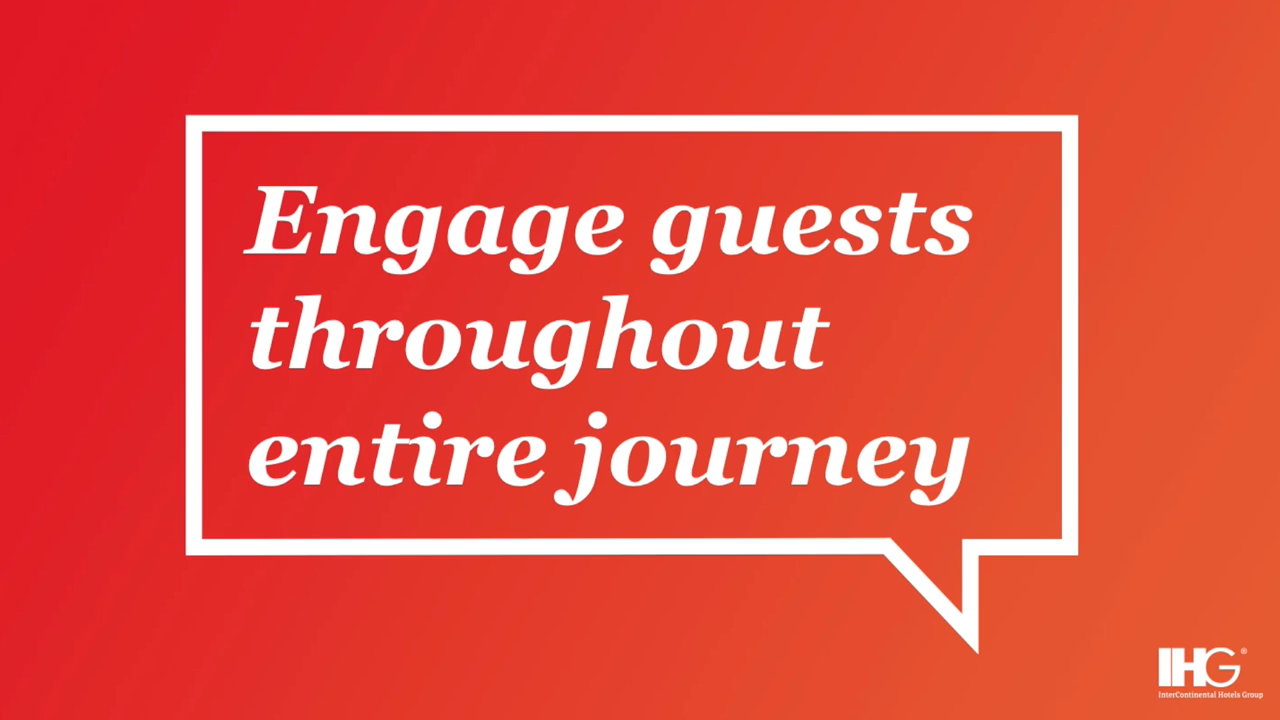 Engage guests
throughout
entire journey
IHG®
InterContinental Hotels Group